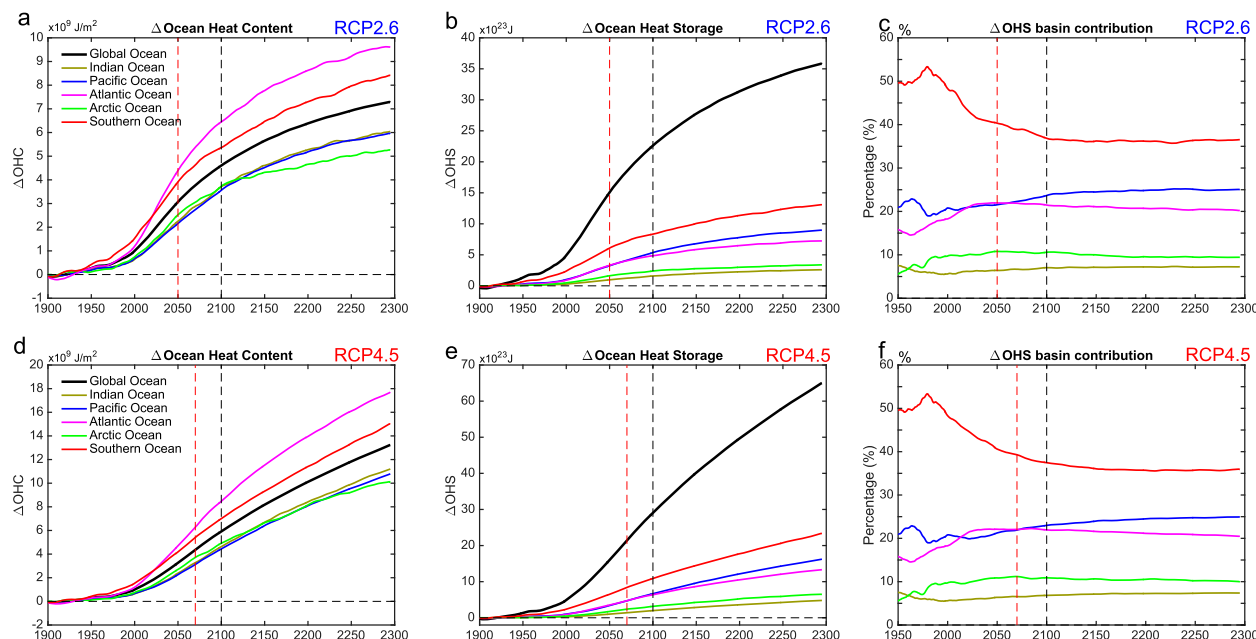 a
x10⁹ J/m²
Δ Ocean Heat Content
RCP2.6
10
9
8
7
6
5
4
3
2
1
0
-1
ΔOHC
Global Ocean
Indian Ocean
Pacific Ocean
Atlantic Ocean
Arctic Ocean
Southern Ocean
1900 1950 2000 2050 2100 2150 2200 2250 2300
b
x10²³J
Δ Ocean Heat Storage
RCP2.6
40
35
30
25
20
15
10
5
0
ΔOHS
1900 1950 2000 2050 2100 2150 2200 2250 2300
c
%
Δ OHS basin contribution
RCP2.6
60
50
40
30
20
10
0
Percentage (%)
1950 2000 2050 2100 2150 2200 2250 2300
d
x10⁹ J/m²
Δ Ocean Heat Content
RCP4.5
20
18
16
14
12
10
8
6
4
2
0
-2
ΔOHC
Global Ocean
Indian Ocean
Pacific Ocean
Atlantic Ocean
Arctic Ocean
Southern Ocean
1900 1950 2000 2050 2100 2150 2200 2250 2300
e
x10²³J
Δ Ocean Heat Storage
RCP4.5
70
60
50
40
30
20
10
0
ΔOHS
1900 1950 2000 2050 2100 2150 2200 2250 2300
f
%
Δ OHS basin contribution
RCP4.5
60
50
40
30
20
10
0
Percentage (%)
1950 2000 2050 2100 2150 2200 2250 2300